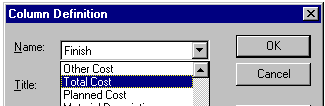 Column Definition
Name:
Finish
OK
Other Cost
Total Cost
Cancel
Title:
Planned Cost